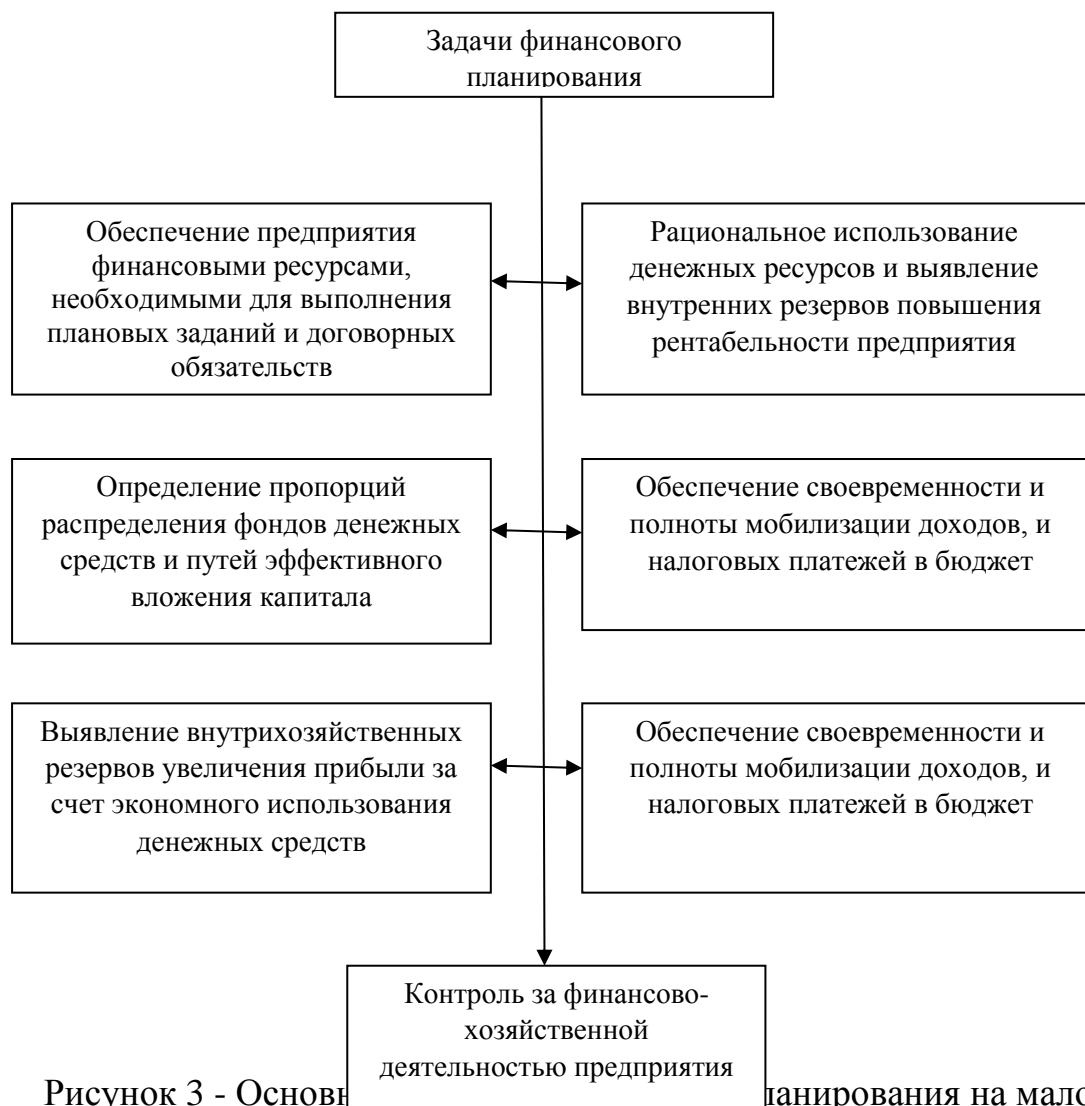 Задачи финансового
планирования
Обеспечение предприятия
финансовыми ресурсами,
необходимыми для выполнения
плановых заданий и договорных
обязательств
Рациональное использование
денежных ресурсов и выявление
внутренних резервов повышения
рентабельности предприятия
Определение пропорций
распределения фондов денежных
средств и путей эффективного
вложения капитала
Обеспечение своевременности и
полноты мобилизации доходов, и
налоговых платежей в бюджет
Выявление внутрихозяйственных
резервов увеличения прибыли за
счет экономного использования
денежных средств
Обеспечение своевременности и
полноты мобилизации доходов, и
налоговых платежей в бюджет
Контроль за финансово-
хозяйственной
деятельностью предприятия
Рисунок 3 - на